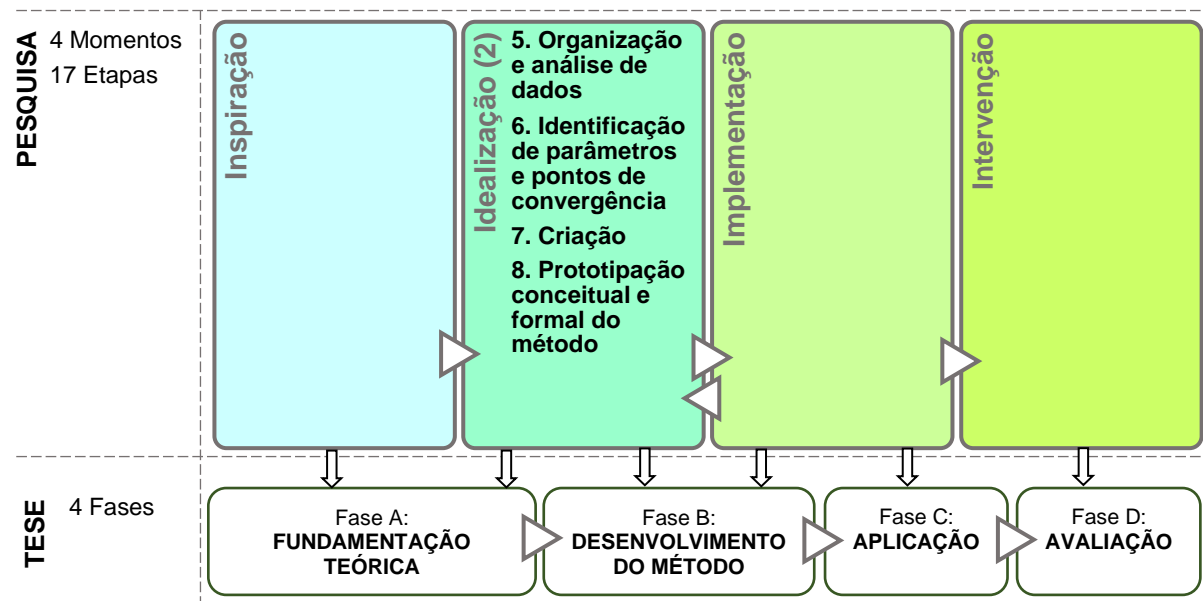 PESQUISA
4 Momentos
17 Etapas
Inspiração
Idealização (2)
5. Organização
e análise de
dados
6. Identificação
de parâmetros
e pontos de
convergência
7. Criação
8. Prototipação
conceitual e
formal do
método
Implementação
Intervenção
TESE
4 Fases
Fase A:
FUNDAMENTAÇÃO
TEÓRICA
Fase B:
DESENVOLVIMENTO
DO MÉTODO
Fase C:
APLICAÇÃO
Fase D:
AVALIAÇÃO